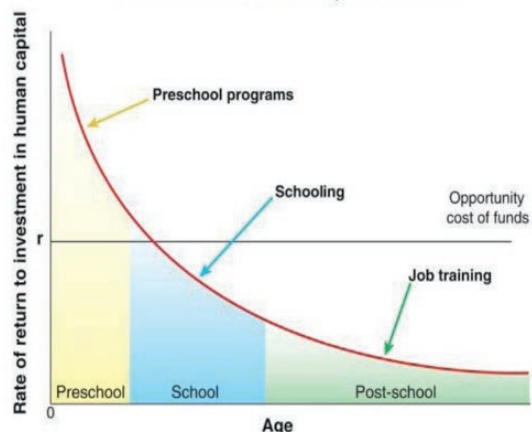 Rate of return to investment in human capital
Preschool programs
Schooling
Opportunity
cost of funds
r
Job training
Preschool
School
Post-school
0
Age